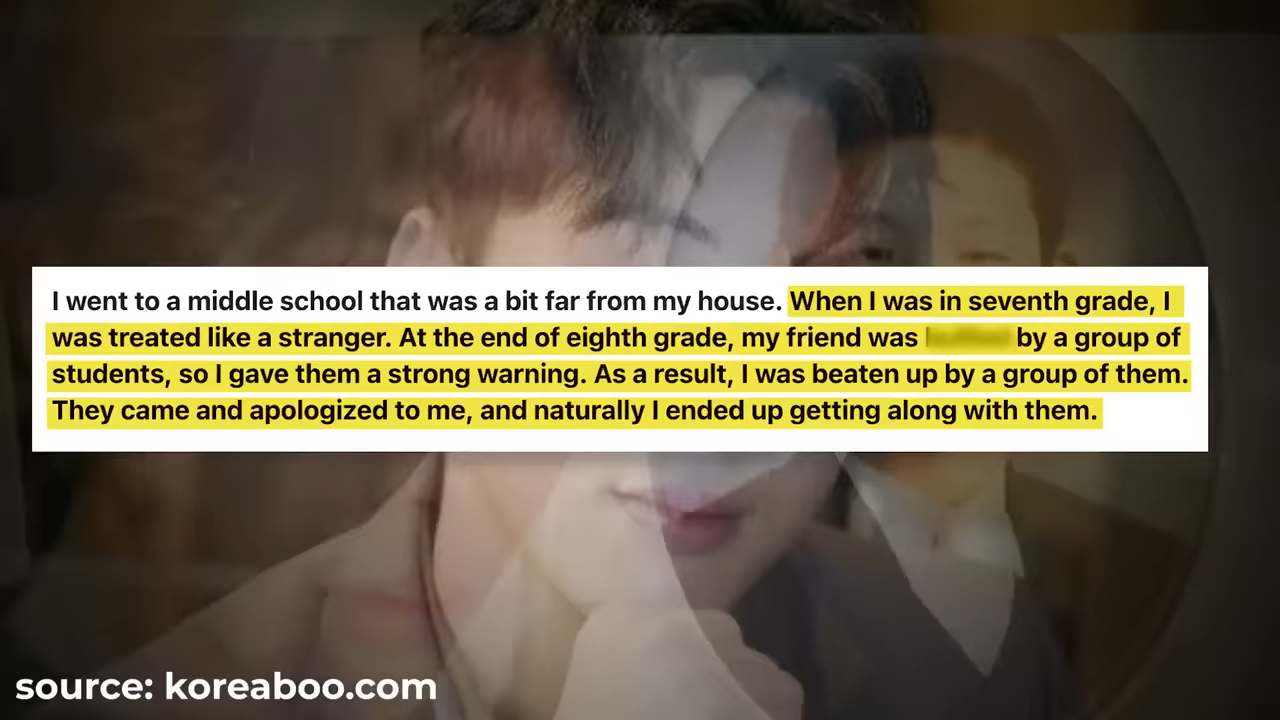 I went to a middle school that was a bit far from my house. When I was in seventh grade, I
was treated like a stranger. At the end of eighth grade, my friend was by a group of
students, so I gave them a strong warning. As a result, I was beaten up by a group of them.
They came and apologized to me, and naturally I ended up getting along with them.
source: koreaboo.com